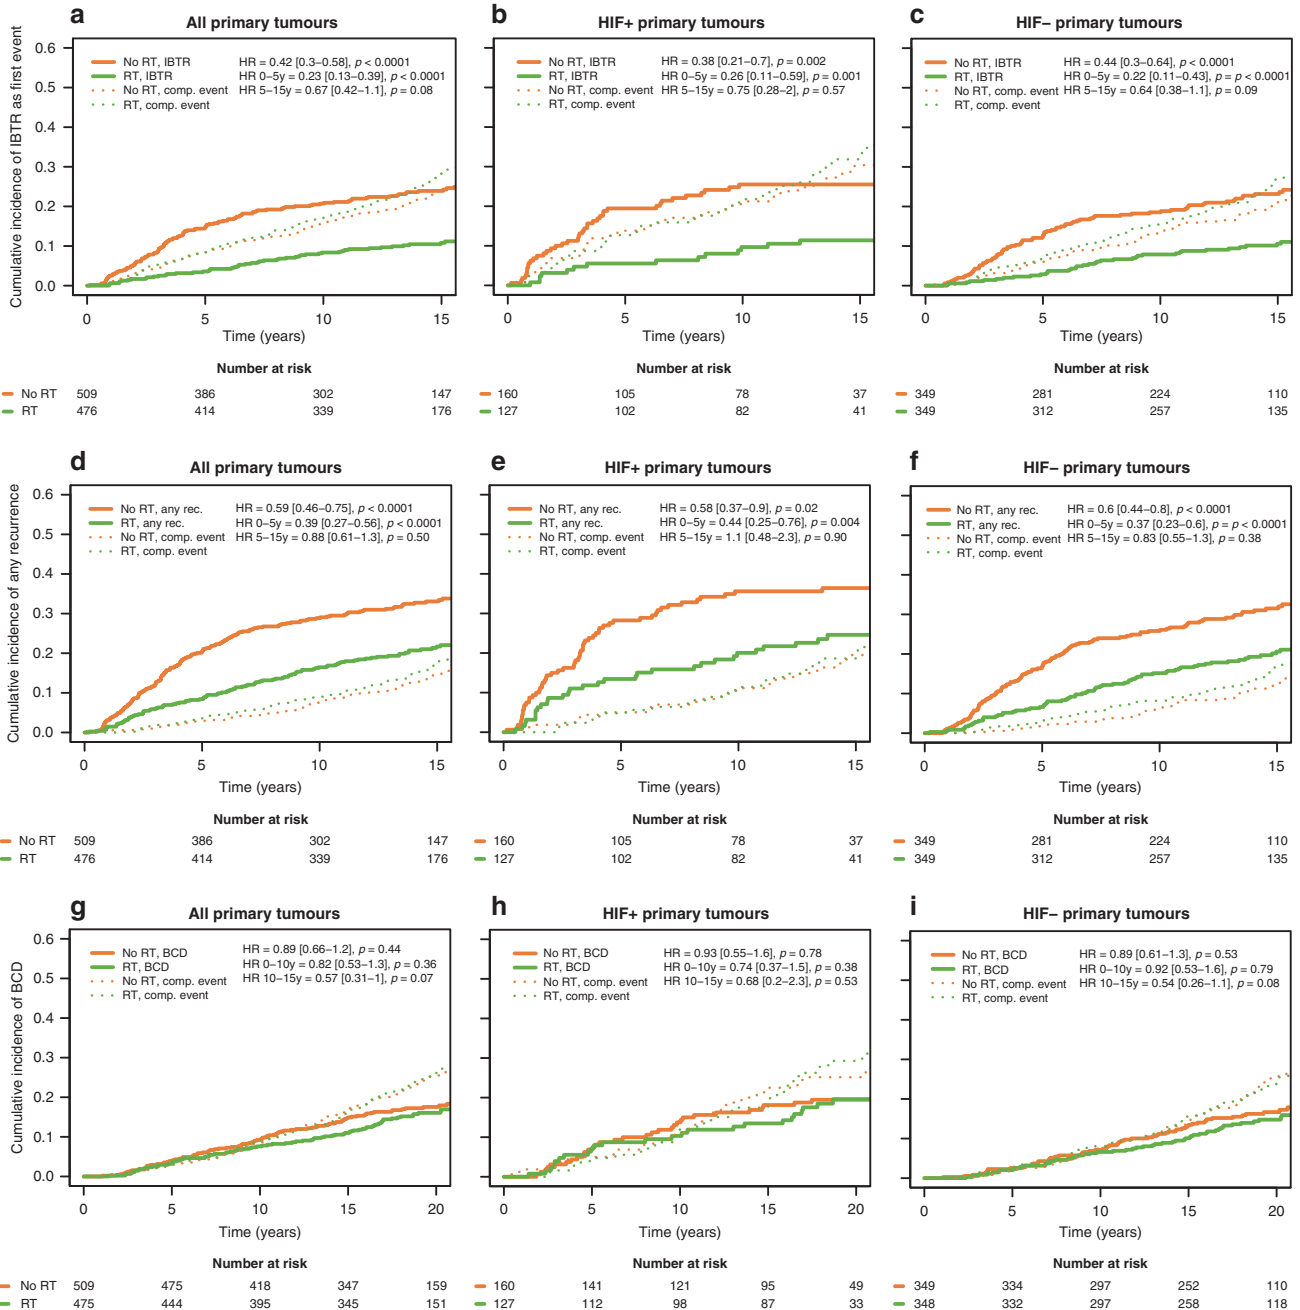 a All primary tumours
b HIF+ primary tumours
c HIF− primary tumours
Cumulative incidence of IBTR as first event
0.6
0.5
0.4
0.3
0.2
0.1
0.0
No RT, IBTR HR = 0.42 [0.3–0.58], p < 0.0001
RT, IBTR HR 0–5y = 0.23 [0.13–0.39], p < 0.0001
No RT, comp. event HR 5–15y = 0.67 [0.42–1.1], p = 0.08
RT, comp. event
No RT, IBTR HR = 0.38 [0.21–0.7], p = 0.002
RT, IBTR HR 0–5y = 0.26 [0.11–0.59], p = 0.001
No RT, comp. event HR 5–15y = 0.75 [0.28–2], p = 0.57
RT, comp. event
No RT, IBTR HR = 0.44 [0.3–0.64], p < 0.0001
RT, IBTR HR 0–5y = 0.22 [0.11–0.43], p = p < 0.0001
No RT, comp. event HR 5–15y = 0.64 [0.38–1.1], p = 0.09
RT, comp. event
0 5 10 15
0 5 10 15
0 5 10 15
Time (years)
Time (years)
Time (years)
Number at risk
Number at risk
Number at risk
No RT 509 386 302 147
RT 476 414 339 176
160 105 78 37
127 102 82 41
349 281 224 110
349 312 257 135
d All primary tumours
e HIF+ primary tumours
f HIF− primary tumours
Cumulative incidence of any recurrence
0.6
0.5
0.4
0.3
0.2
0.1
0.0
No RT, any rec. HR = 0.59 [0.46–0.75], p < 0.0001
RT, any rec. HR 0–5y = 0.39 [0.27–0.56], p < 0.0001
No RT, comp. event HR 5–15y = 0.88 [0.61–1.3], p = 0.50
RT, comp. event
No RT, any rec. HR = 0.58 [0.37–0.9], p = 0.02
RT, any rec. HR 0–5y = 0.44 [0.25–0.76], p = 0.004
No RT, comp. event HR 5–15y = 1.1 [0.48–2.3], p = 0.90
RT, comp. event
No RT, any rec. HR = 0.6 [0.44–0.8], p < 0.0001
RT, any rec. HR 0–5y = 0.37 [0.23–0.6], p = p < 0.0001
No RT, comp. event HR 5–15y = 0.83 [0.55–1.3], p = 0.38
RT, comp. event
0 5 10 15
0 5 10 15
0 5 10 15
Time (years)
Time (years)
Time (years)
Number at risk
Number at risk
Number at risk
No RT 509 386 302 147
RT 476 414 339 176
160 105 78 37
127 102 82 41
349 281 224 110
349 312 257 135
g All primary tumours
h HIF+ primary tumours
i HIF− primary tumours
Cumulative incidence of BCD
0.6
0.5
0.4
0.3
0.2
0.1
0.0
No RT, BCD HR = 0.89 [0.66–1.2], p = 0.44
RT, BCD HR 0–10y = 0.82 [0.53–1.3], p = 0.36
No RT, comp. event HR 10–15y = 0.57 [0.31–1], p = 0.07
RT, comp. event
No RT, BCD HR = 0.93 [0.55–1.6], p = 0.78
RT, BCD HR 0–10y = 0.74 [0.37–1.5], p = 0.38
No RT, comp. event HR 10–15y = 0.68 [0.2–2.3], p = 0.53
RT, comp. event
No RT, BCD HR = 0.89 [0.61–1.3], p = 0.53
RT, BCD HR 0–10y = 0.92 [0.53–1.6], p = 0.79
No RT, comp. event HR 10–15y = 0.54 [0.26–1.1], p = 0.08
RT, comp. event
0 5 10 15 20
0 5 10 15 20
0 5 10 15 20
Time (years)
Time (years)
Time (years)
Number at risk
Number at risk
Number at risk
No RT 509 475 418 347 159
RT 475 444 395 345 151
160 141 121 95 49
127 112 98 87 33
349 334 297 252 110
348 332 297 258 118